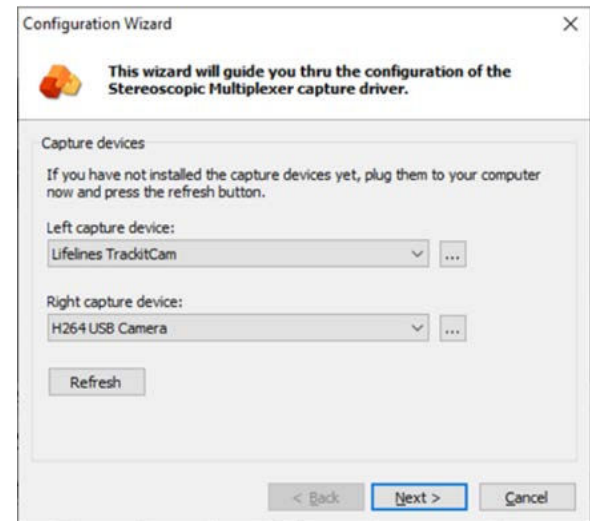 Configuration Wizard
This wizard will guide you thru the configuration of the
Stereoscopic Multiplexer capture driver.
Capture devices
If you have not installed the capture devices yet, plug them to your computer
now and press the refresh button.
Left capture device:
Lifelines TrackitCam
...
Right capture device:
H264 USB Camera
...
Refresh
< Back
Next >
Cancel